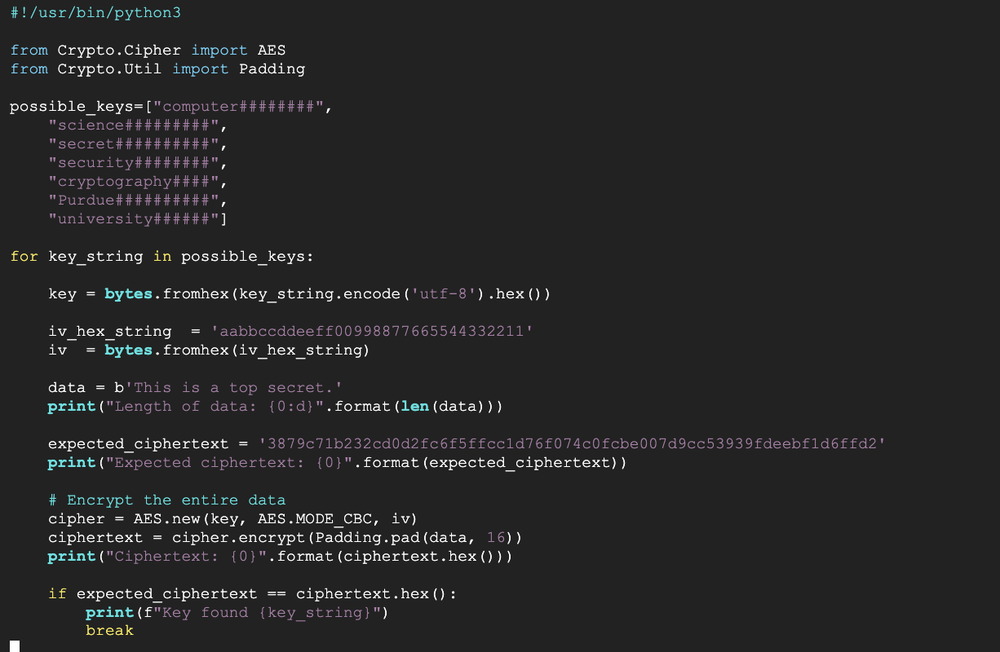 #!/usr/bin/python3
from Crypto.Cipher import AES
from Crypto.Util import Padding
possible_keys=["computer########",
    "science#########",
    "secret##########",
    "security########",
    "cryptography####",
    "Purdue##########",
    "university######"]
for key_string in possible_keys:
    key = bytes.fromhex(key_string.encode('utf-8').hex())
    iv_hex_string  = 'aabbccddeeff00998877665544332211'
    iv  = bytes.fromhex(iv_hex_string)
    data = b'This is a top secret.'
    print("Length of data: {0:d}".format(len(data)))
    expected_ciphertext = '3879c71b232cd0d2fc6f5ffcc1d76f074c0fcbe007d9cc53939fdeebf1d6ffd2'
    print("Expected ciphertext: {0}".format(expected_ciphertext))
    # Encrypt the entire data
    cipher = AES.new(key, AES.MODE_CBC, iv)
    ciphertext = cipher.encrypt(Padding.pad(data, 16))
    print("Ciphertext: {0}".format(ciphertext.hex()))
    if expected_ciphertext == ciphertext.hex():
        print(f"Key found {key_string}")
        break